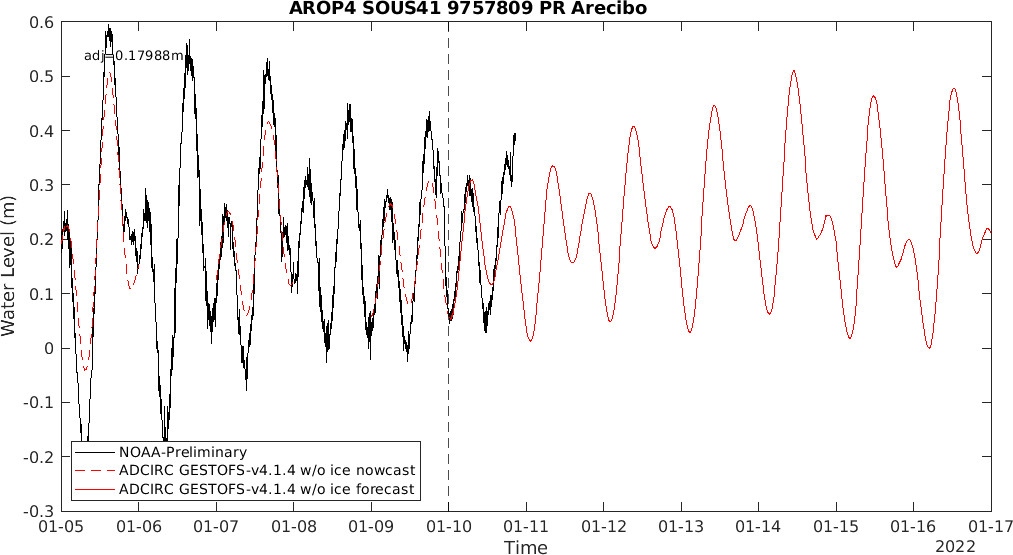 AROP4 SOUS41 9757809 PR Arecibo
adj=0.17988m
0.6
0.5
0.4
0.3
0.2
0.1
0
-0.1
-0.2
-0.3
Water Level (m)
NOAA-Preliminary
ADCIRC GESTOFS-v4.1.4 w/o ice nowcast
ADCIRC GESTOFS-v4.1.4 w/o ice forecast
01-05 01-06 01-07 01-08 01-09 01-10 01-11 01-12 01-13 01-14 01-15 01-16 01-17
Time
2022